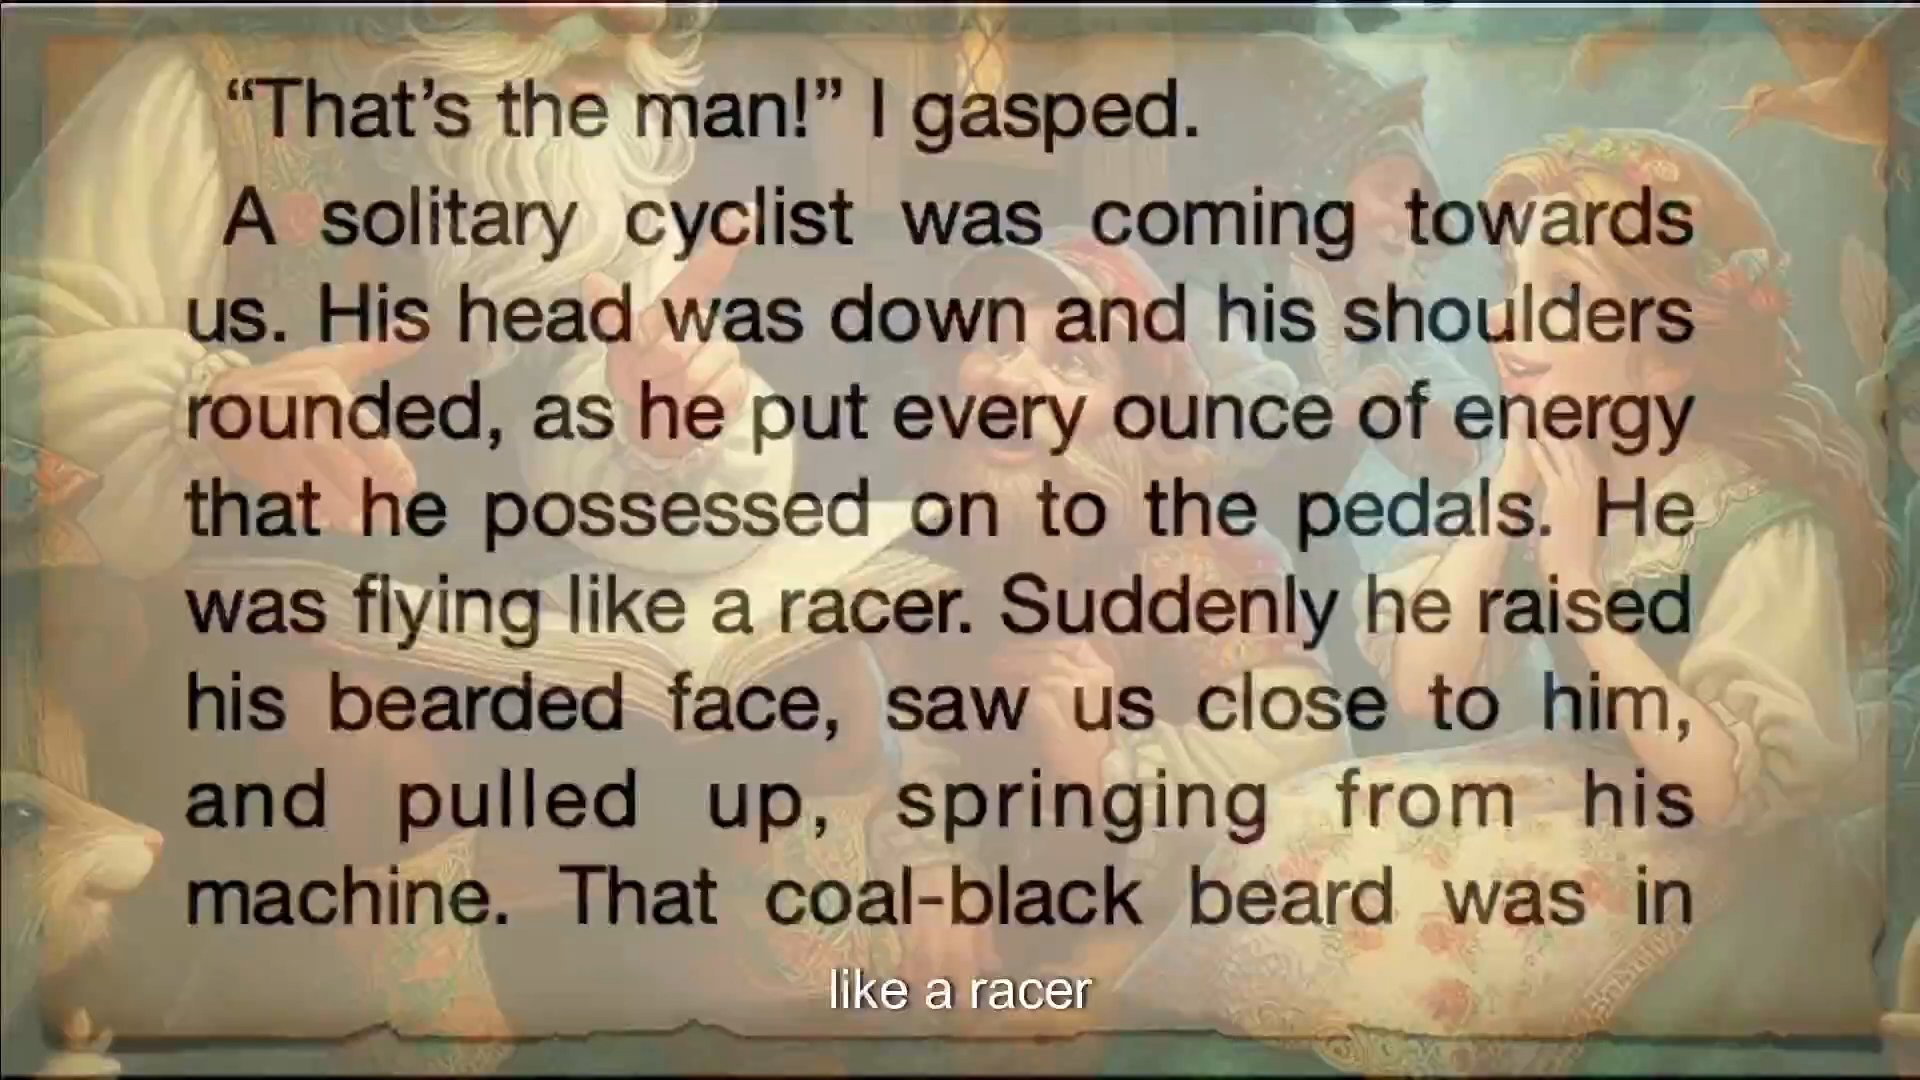 “That’s the man!” I gasped.
A solitary cyclist was coming towards
us. His head was down and his shoulders
rounded, as he put every ounce of energy
that he possessed on to the pedals. He
was flying like a racer. Suddenly he raised
his bearded face, saw us close to him,
and pulled up, springing from his
machine. That coal-black beard was in
like a racer